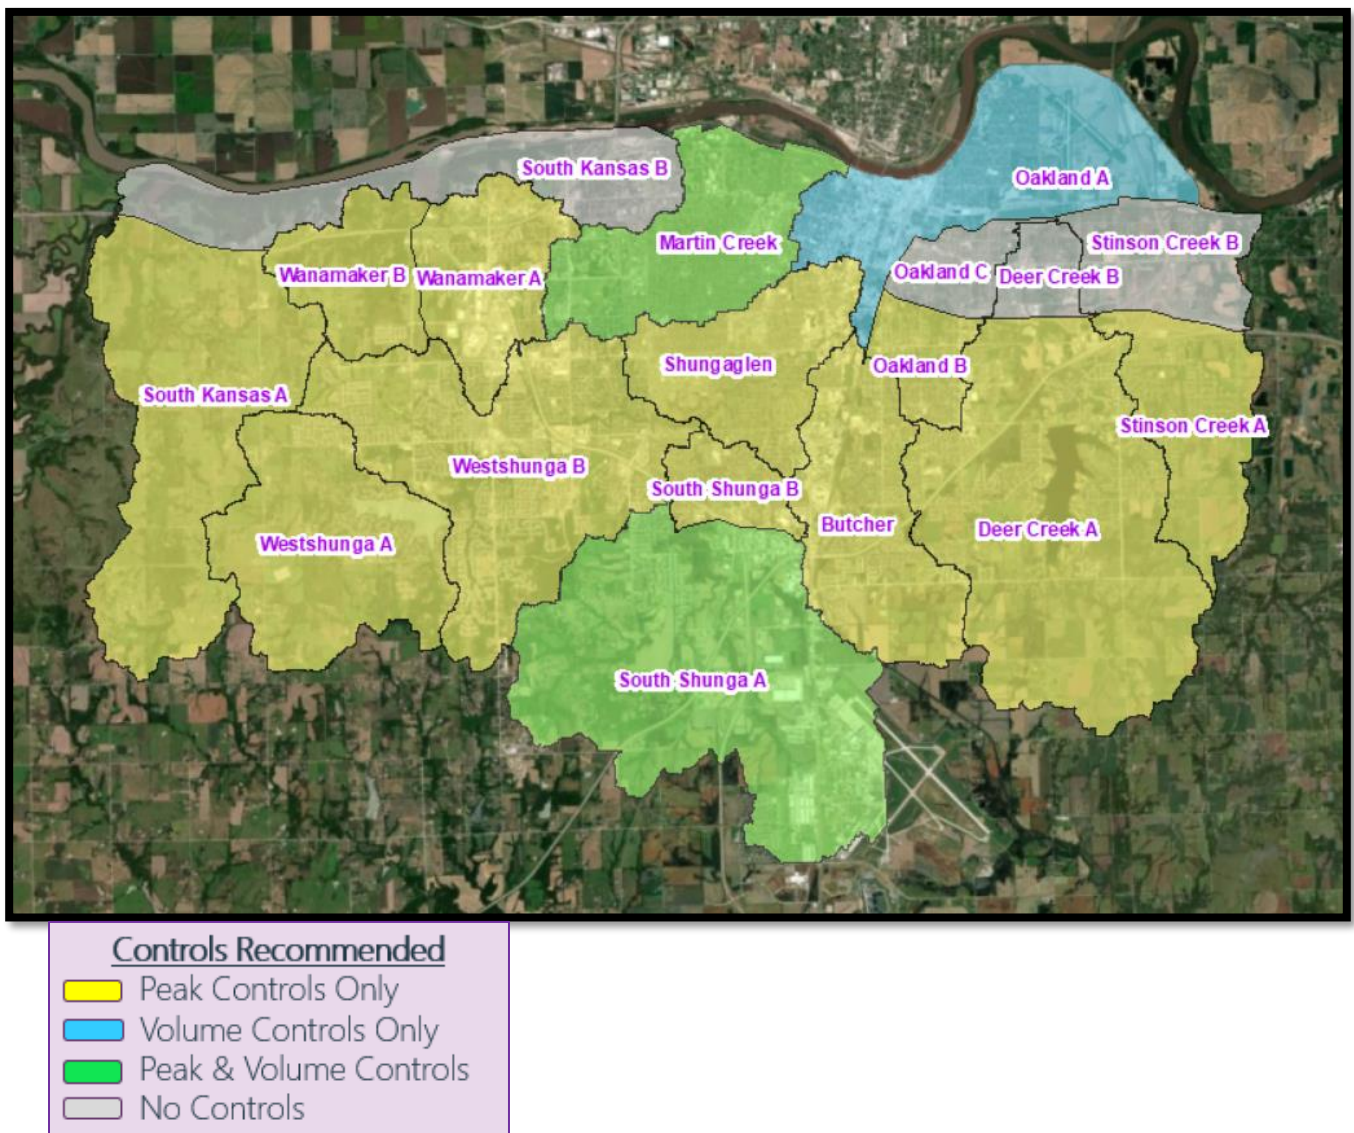 South Kansas B
Oakland A
Martin Creek
Stinson Creek B
Wanamaker B
Wanamaker A
Oakland C
Deer Creek B
Shungaglen
Oakland B
South Kansas A
Stinson Creek A
Westshunga B
South Shunga B
Butcher
Deer Creek A
Westshunga A
South Shunga A
Controls Recommended
Peak Controls Only
Volume Controls Only
Peak & Volume Controls
No Controls